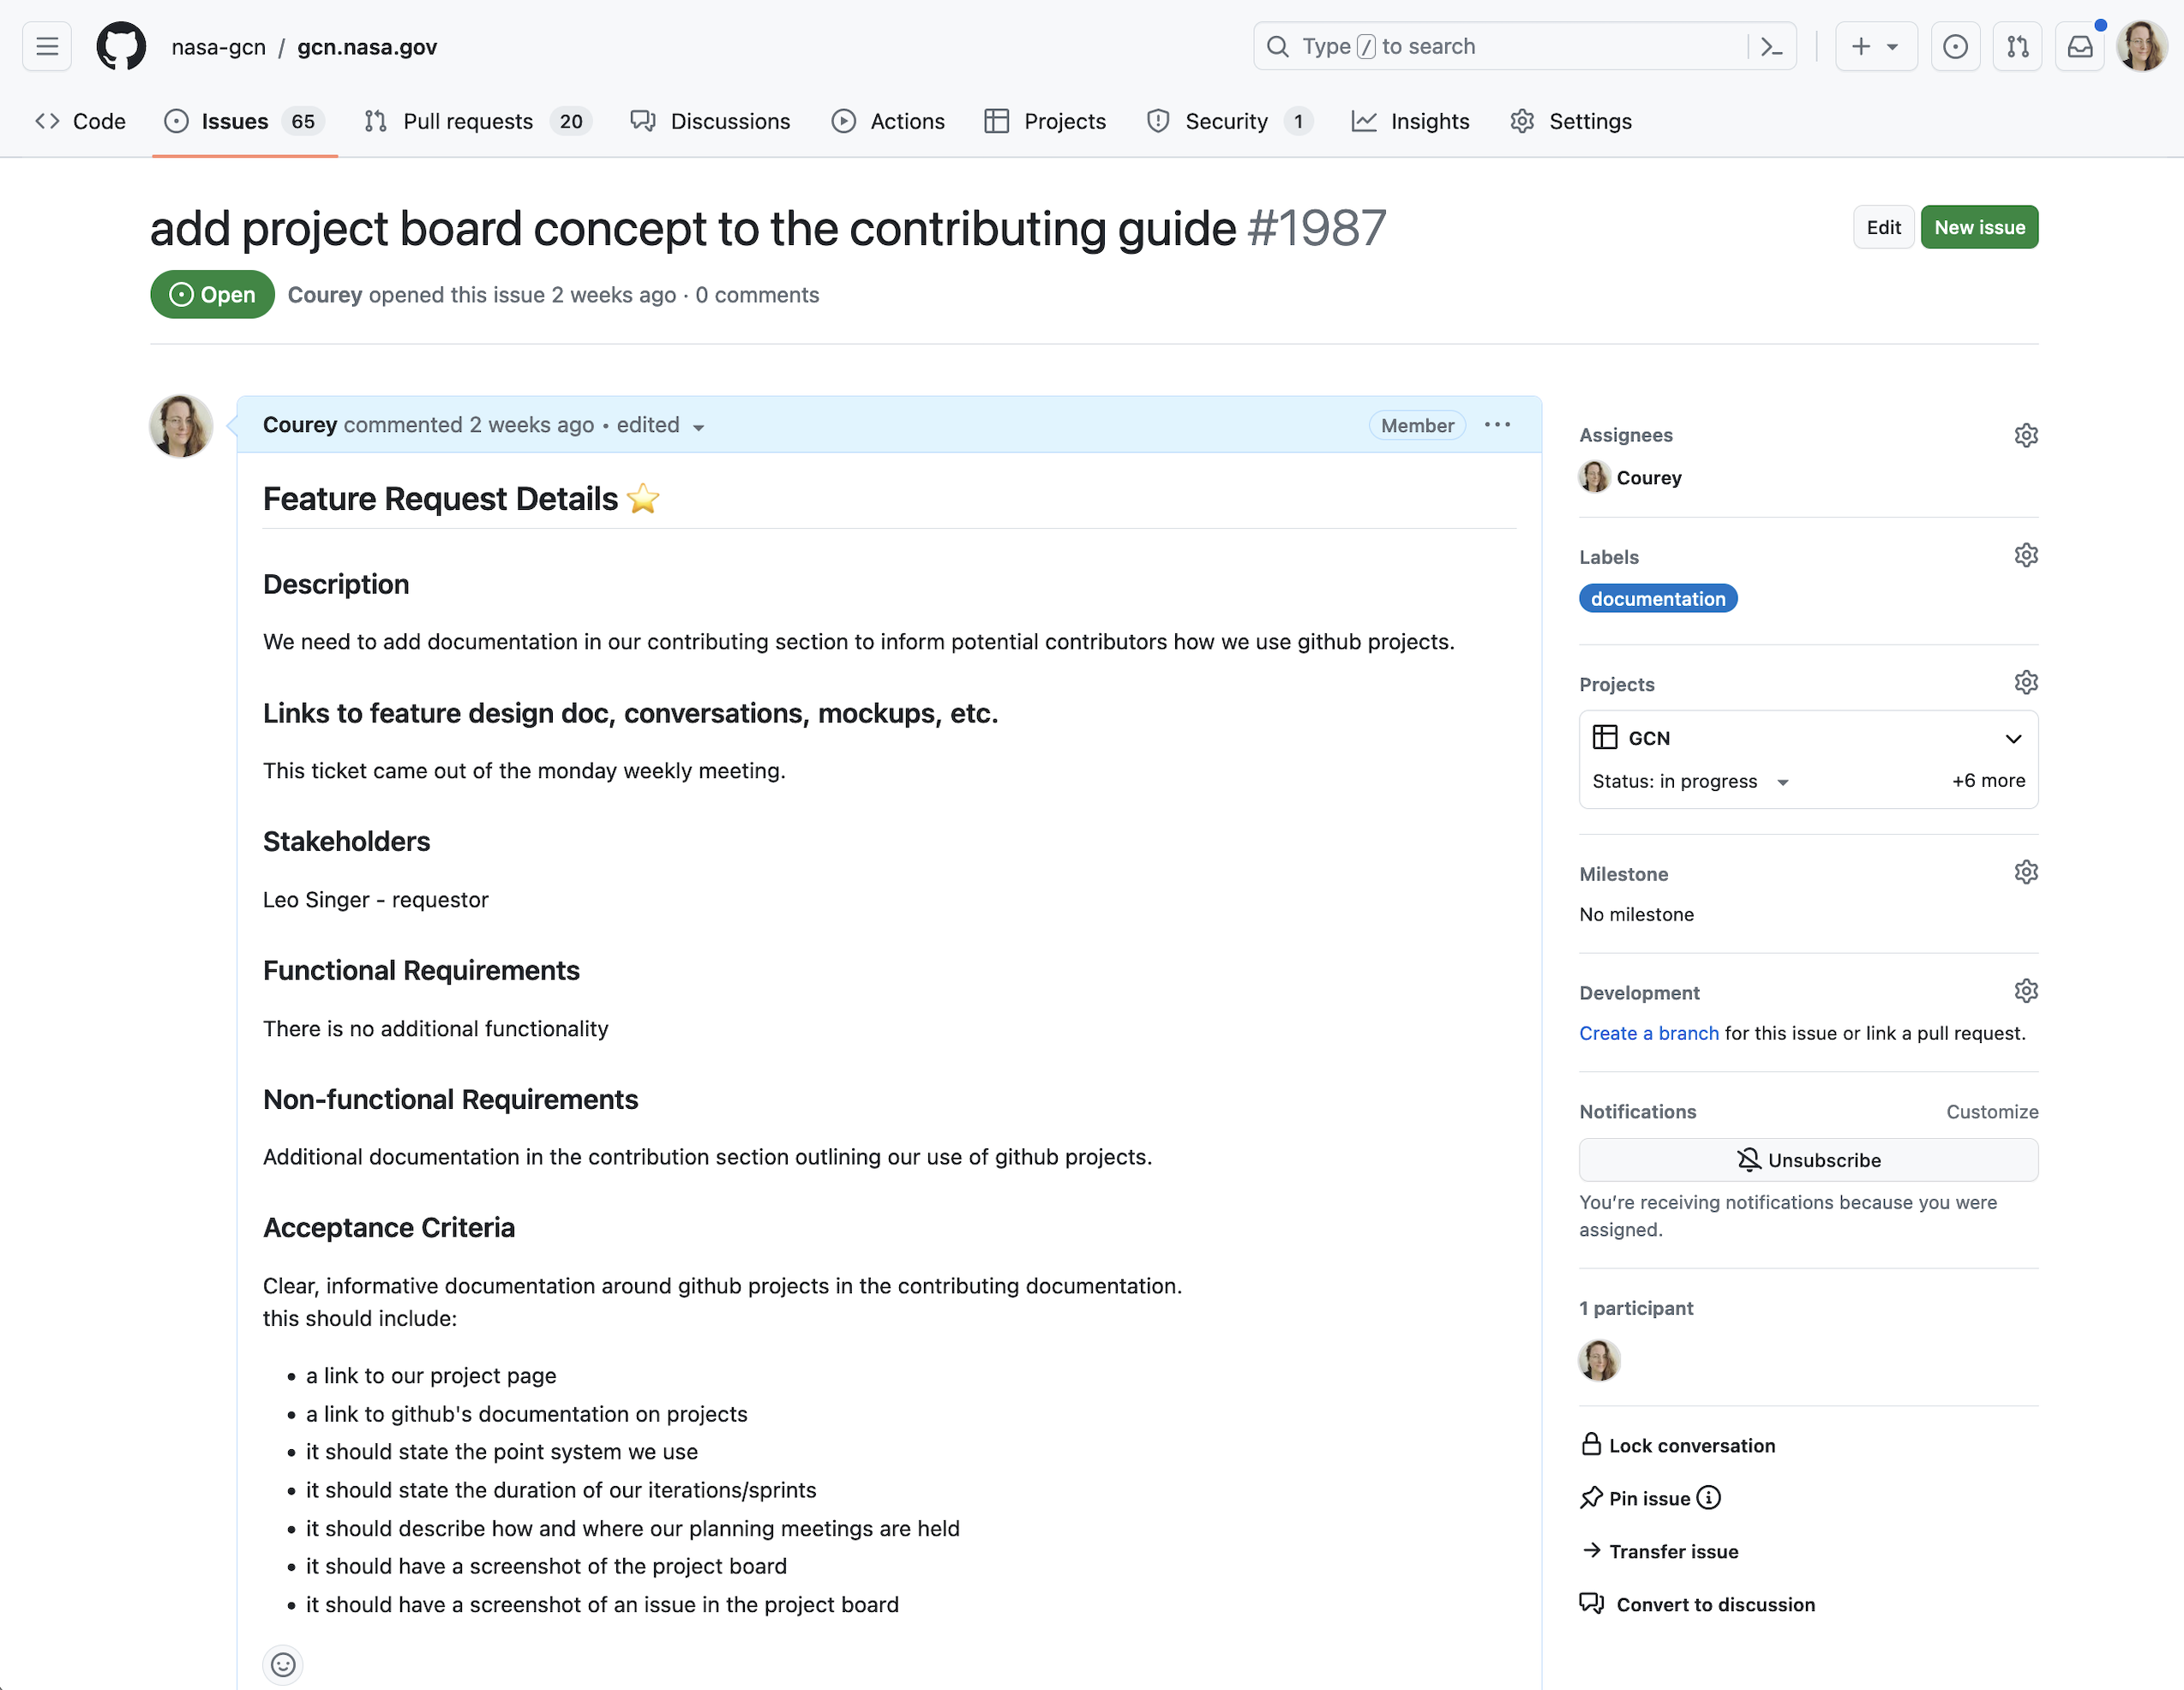 nasa-gcn / gcn.nasa.gov
Type / to search
Code
Issues 65
Pull requests 20
Discussions
Actions
Projects
Security 1
Insights
Settings
add project board concept to the contributing guide #1987
Edit
New issue
Open
Courey opened this issue 2 weeks ago · 0 comments
Courey commented 2 weeks ago • edited
Member
Feature Request Details ⭐
Description
We need to add documentation in our contributing section to inform potential contributors how we use github projects.
Links to feature design doc, conversations, mockups, etc.
This ticket came out of the monday weekly meeting.
Stakeholders
Leo Singer - requestor
Functional Requirements
There is no additional functionality
Non-functional Requirements
Additional documentation in the contribution section outlining our use of github projects.
Acceptance Criteria
Clear, informative documentation around github projects in the contributing documentation.
this should include:
• a link to our project page
• a link to github's documentation on projects
• it should state the point system we use
• it should state the duration of our iterations/sprints
• it should describe how and where our planning meetings are held
• it should have a screenshot of the project board
• it should have a screenshot of an issue in the project board
Assignees
Courey
Labels
documentation
Projects
GCN
Status: in progress
+6 more
Milestone
No milestone
Development
Create a branch for this issue or link a pull request.
Notifications
Customize
Unsubscribe
You're receiving notifications because you were
assigned.
1 participant
Lock conversation
Pin issue
Transfer issue
Convert to discussion